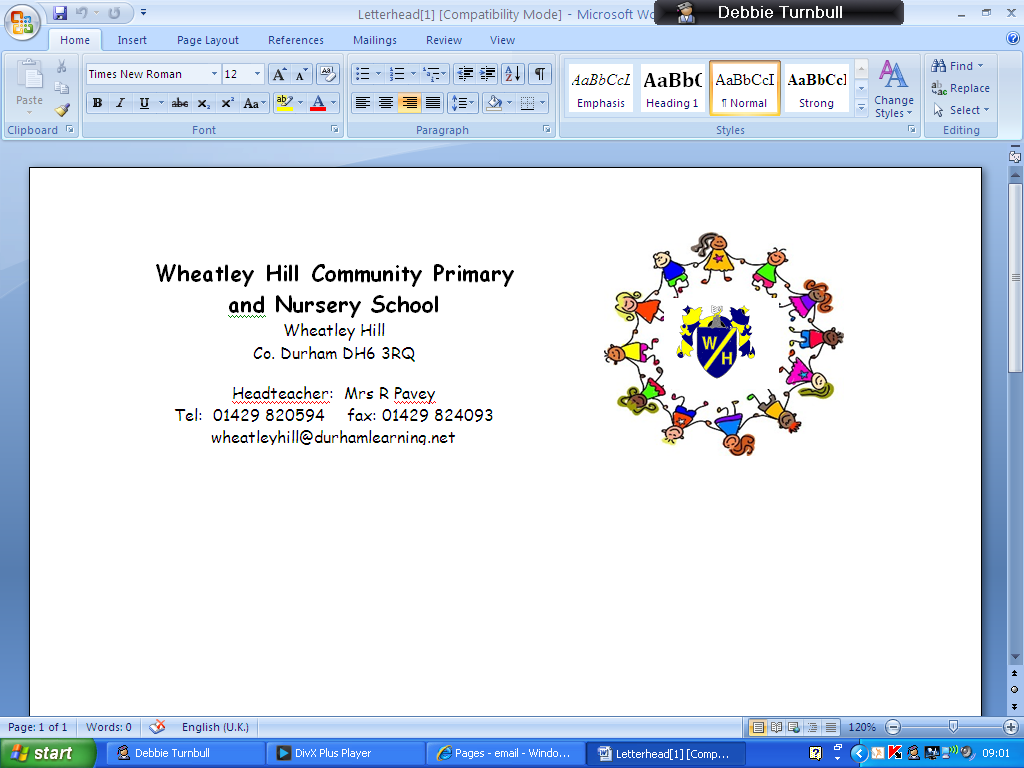 Letterhead[1] [Compatibility Mode] - Microsoft Wo
Debbie Turnbull
Home Insert Page Layout References Mailings Review View
Paste
Times New Roman 12
AaBbCcI AaBbC AaBbCcI AaBbCcI
Emphasis Heading 1 ¶ Normal Strong
Change Styles
Find
Replace
Select
Clipboard Font Paragraph Styles Editing
Wheatley Hill Community Primary
and Nursery School
Wheatley Hill
Co. Durham DH6 3RQ
Headteacher: Mrs R Pavey
Tel: 01429 820594 fax: 01429 824093
wheatleyhill@durhamlearning.net
W
H
Page: 1 of 1 Words: 0 English (U.K.) 120%
start Debbie Turnbull DivX Plus Player Pages - email - Windo... Letterhead[1] [Comp... 09:01